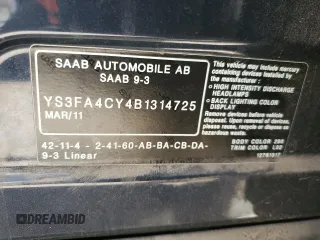 SAAB AUTOMOBILE AB
SAAB 9-3
YS3FA4CY4B1314725
MAR/11
42-11-4 - 2-41-60-AB-BA-CB-DA-
9-3 Linear
This vehicle may contain mercury
containing devices installed by the
manufacturer:
• HIGH INTENSITY DISCHARGE
HEADLAMPS
• BACK LIGHTING COLOR
DISPLAY
Remove devices before vehicle disposal.
Upon removal of devices please
reuse, recycle or dispose as
hazardous waste.
BODY COLOR
TRIM COLOR
DREAMBID